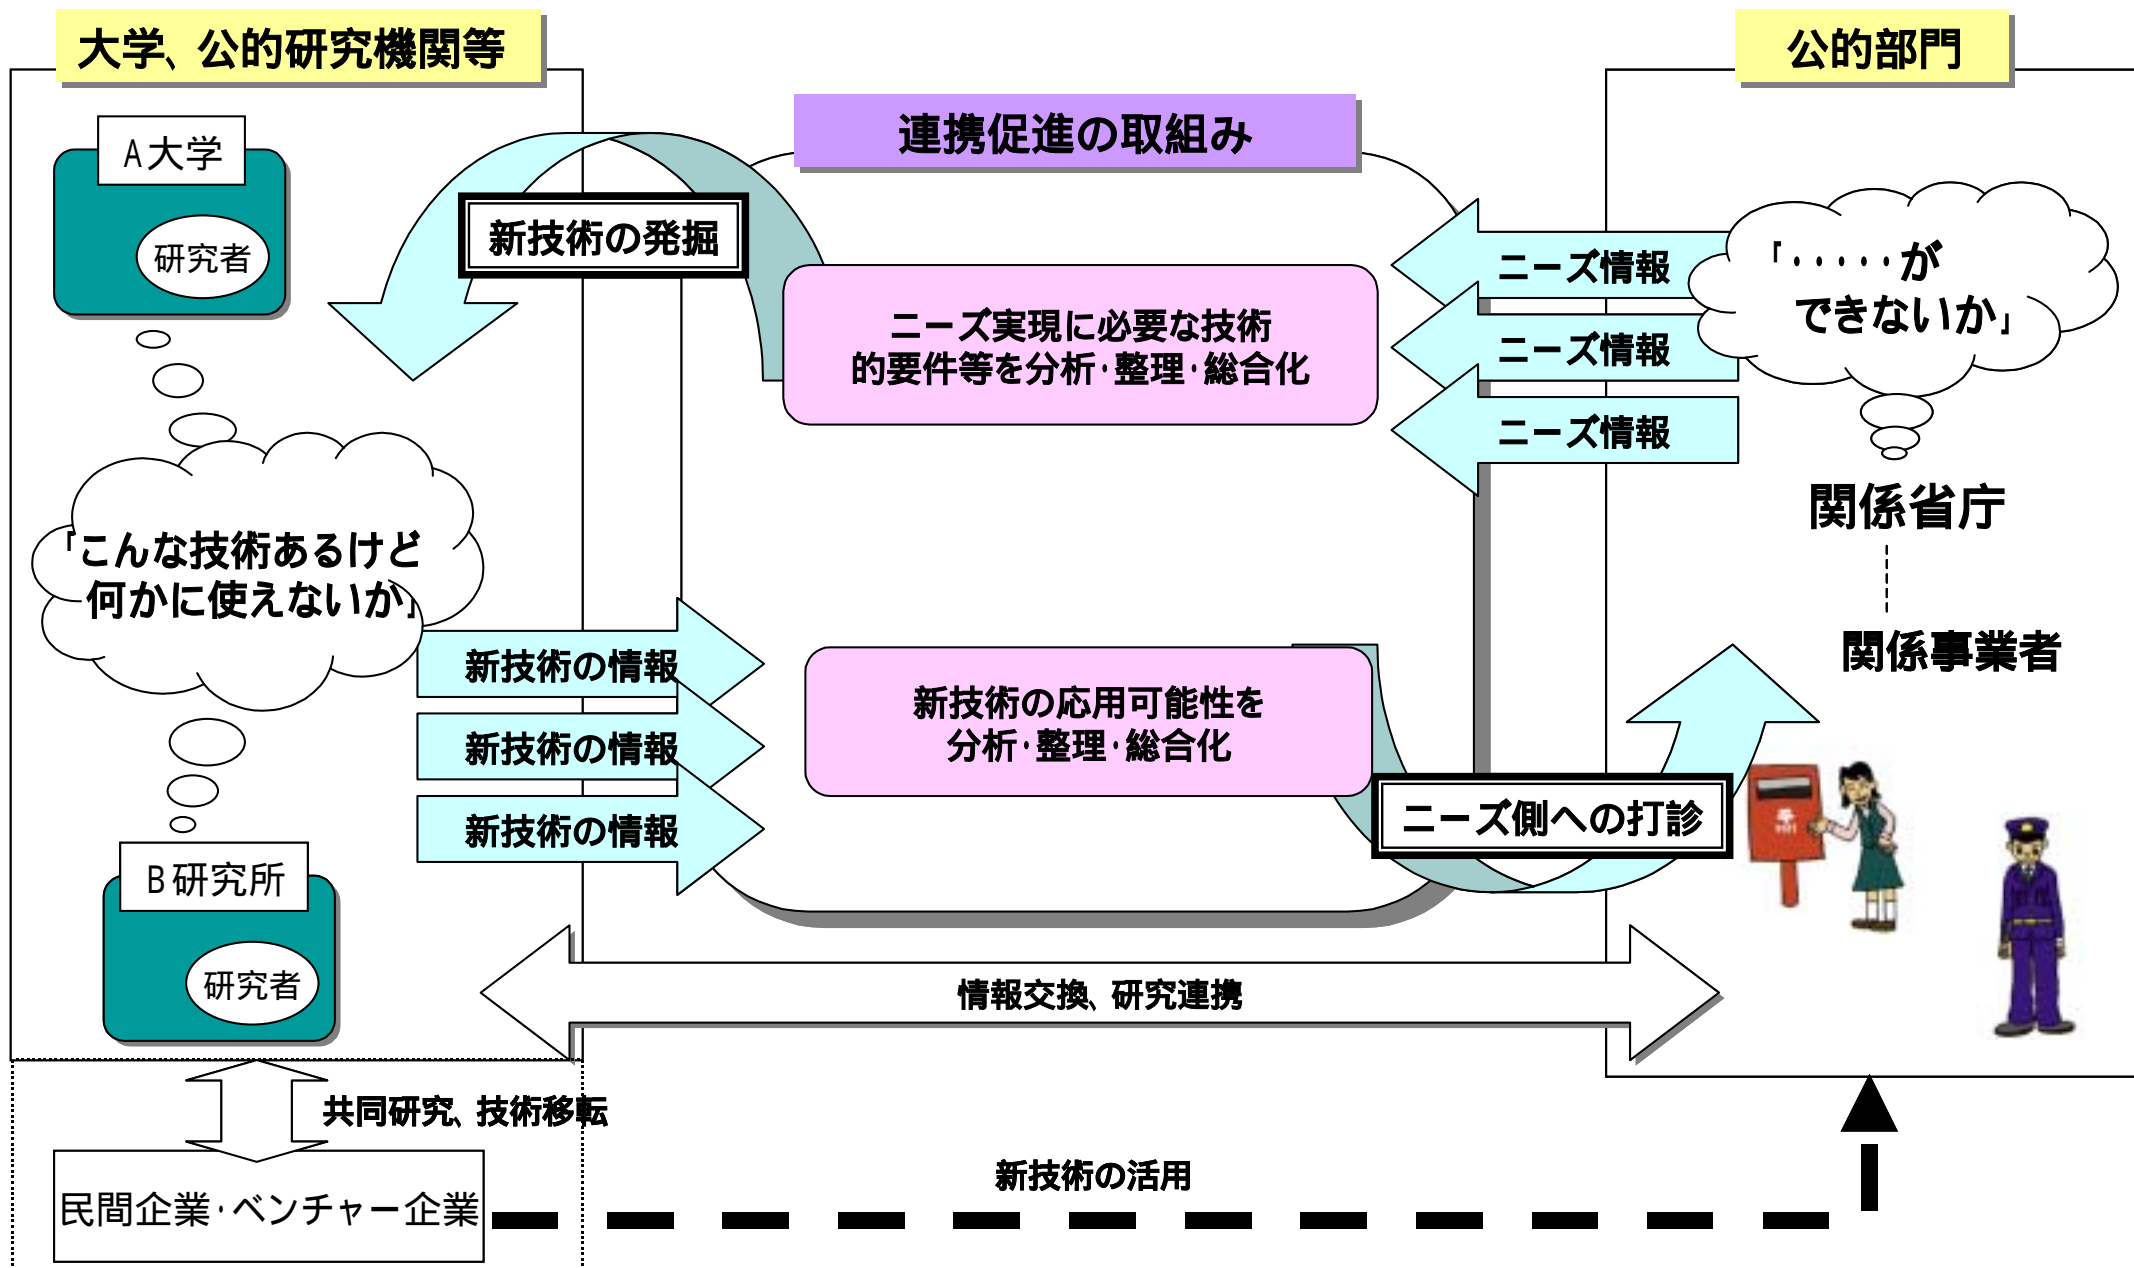 大学、公的研究機関等
公的部門
連携促進の取組み
A大学
研究者
新技術の発掘
ニーズ実現に必要な技術
的要件等を分析・整理・総合化
ニーズ情報
ニーズ情報
ニーズ情報
「・・・・・が
できないか」
関係省庁
関係事業者
「こんな技術あるけど
何かに使えないか」
新技術の情報
新技術の情報
新技術の情報
新技術の応用可能性を
分析・整理・総合化
ニーズ側への打診
B研究所
研究者
情報交換、研究連携
共同研究、技術移転
民間企業・ベンチャー企業
新技術の活用